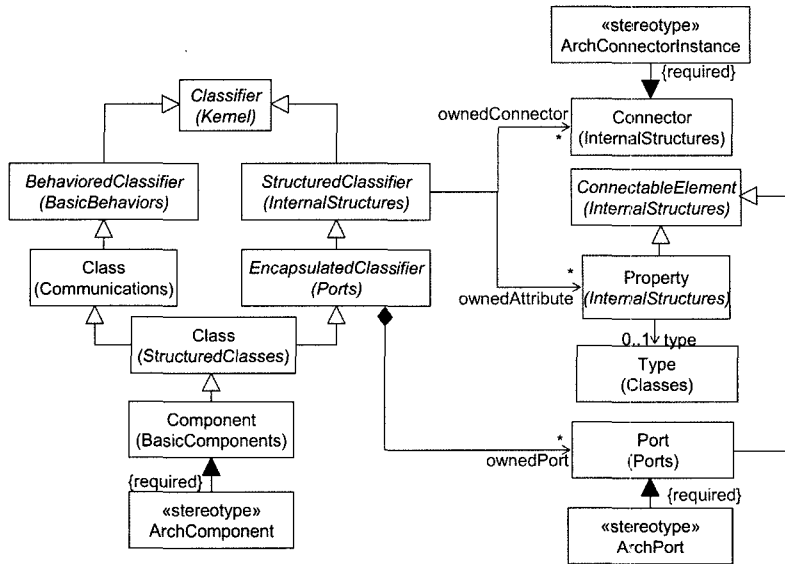 «stereotype»
ArchConnectorInstance
{required}
Classifier
(Kernel)
ownedConnector
*
Connector
(InternalStructures)
BehavioredClassifier
(BasicBehaviors)
StructuredClassifier
(InternalStructures)
ConnectableElement
(InternalStructures)
Class
(Communications)
EncapsulatedClassifier
(Ports)
*
ownedAttribute
Property
(InternalStructures)
Class
(StructuredClasses)
0..1 type
Type
(Classes)
Component
(BasicComponents)
*
ownedPort
Port
(Ports)
{required}
{required}
«stereotype»
ArchComponent
«stereotype»
ArchPort